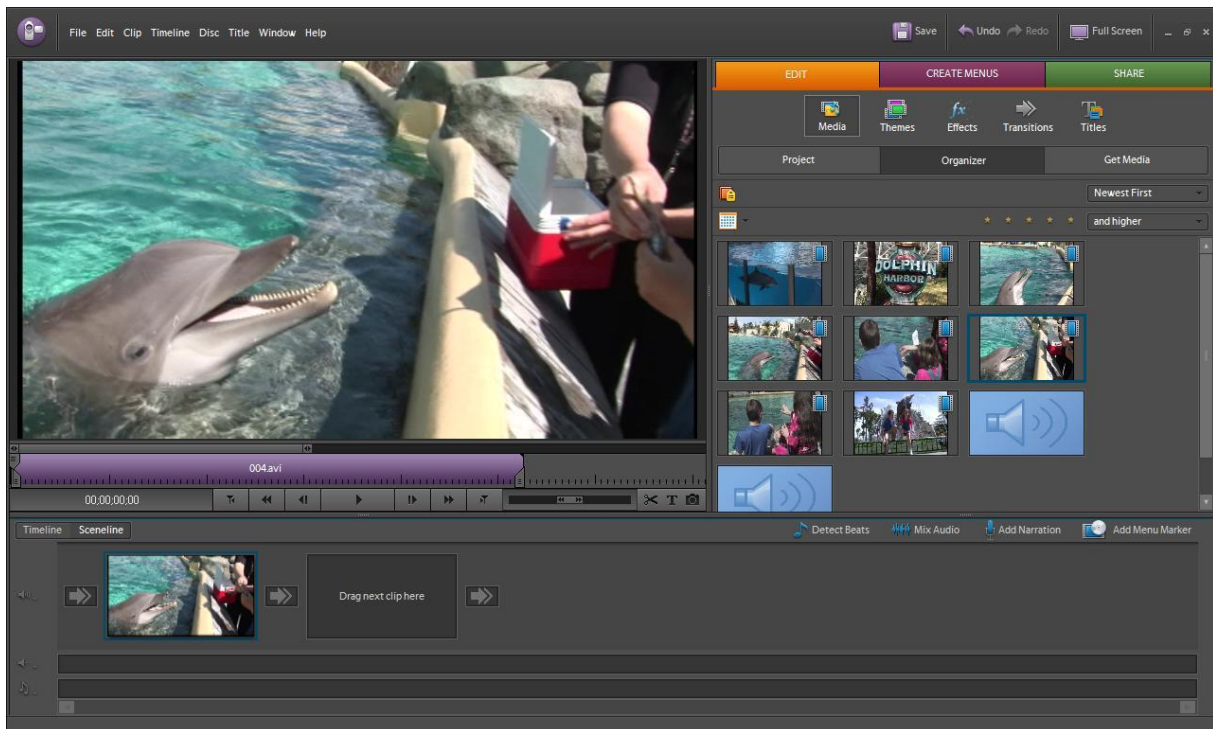 File Edit Clip Timeline Disc Title Window Help
Save Undo Redo Full Screen
EDIT CREATE MENUS SHARE
Media Themes Effects Transitions Titles
Project Organizer Get Media
Newest First
and higher
DOLPHIN
HARBOR
004.avi
00;00;00;00
T
Timeline Sceneline Detect Beats Mix Audio Add Narration Add Menu Marker
Drag next clip here